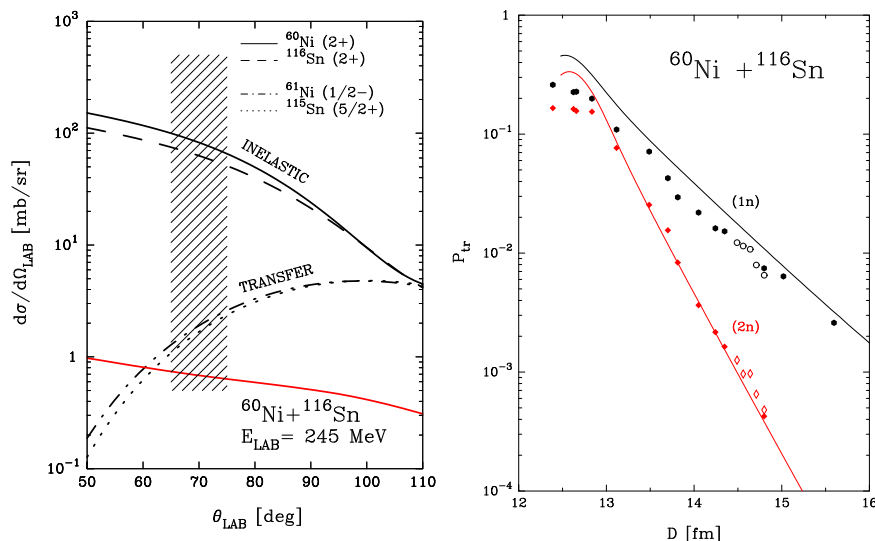 ⁶⁰Ni (2+)
¹¹⁶Sn (2+)
⁶¹Ni (1/2−)
¹¹⁵Sn (5/2+)
INELASTIC
TRANSFER
⁶⁰Ni+¹¹⁶Sn
E_LAB= 245 MeV
10³
10²
10¹
1
10⁻¹
dσ/dΩ_LAB [mb/sr]
50 60 70 80 90 100 110
θ_LAB [deg]
⁶⁰Ni +¹¹⁶Sn
(1n)
(2n)
1
10⁻¹
10⁻²
10⁻³
10⁻⁴
P_tr
12 13 14 15 16
D [fm]